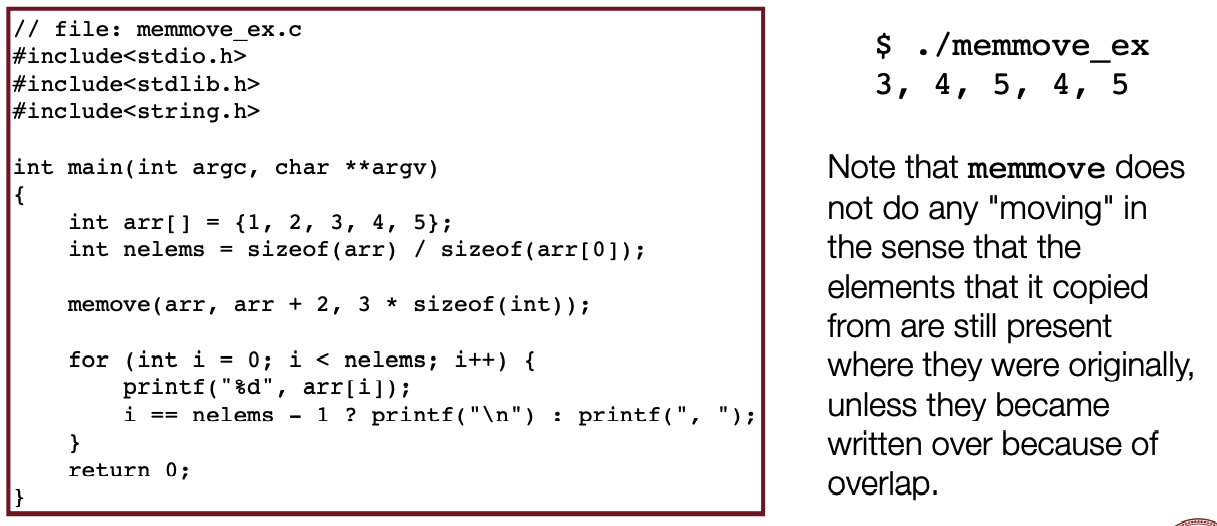 // file: memmove_ex.c
#include<stdio.h>
#include<stdlib.h>
#include<string.h>

int main(int argc, char **argv)
{
    int arr[] = {1, 2, 3, 4, 5};
    int nelems = sizeof(arr) / sizeof(arr[0]);

    memove(arr, arr + 2, 3 * sizeof(int));

    for (int i = 0; i < nelems; i++) {
        printf("%d", arr[i]);
        i == nelems - 1 ? printf("\n") : printf(", ");
    }
    return 0;
}
$ ./memmove_ex
3, 4, 5, 4, 5
Note that memmove does
not do any "moving" in
the sense that the
elements that it copied
from are still present
where they were originally,
unless they became
written over because of
overlap.